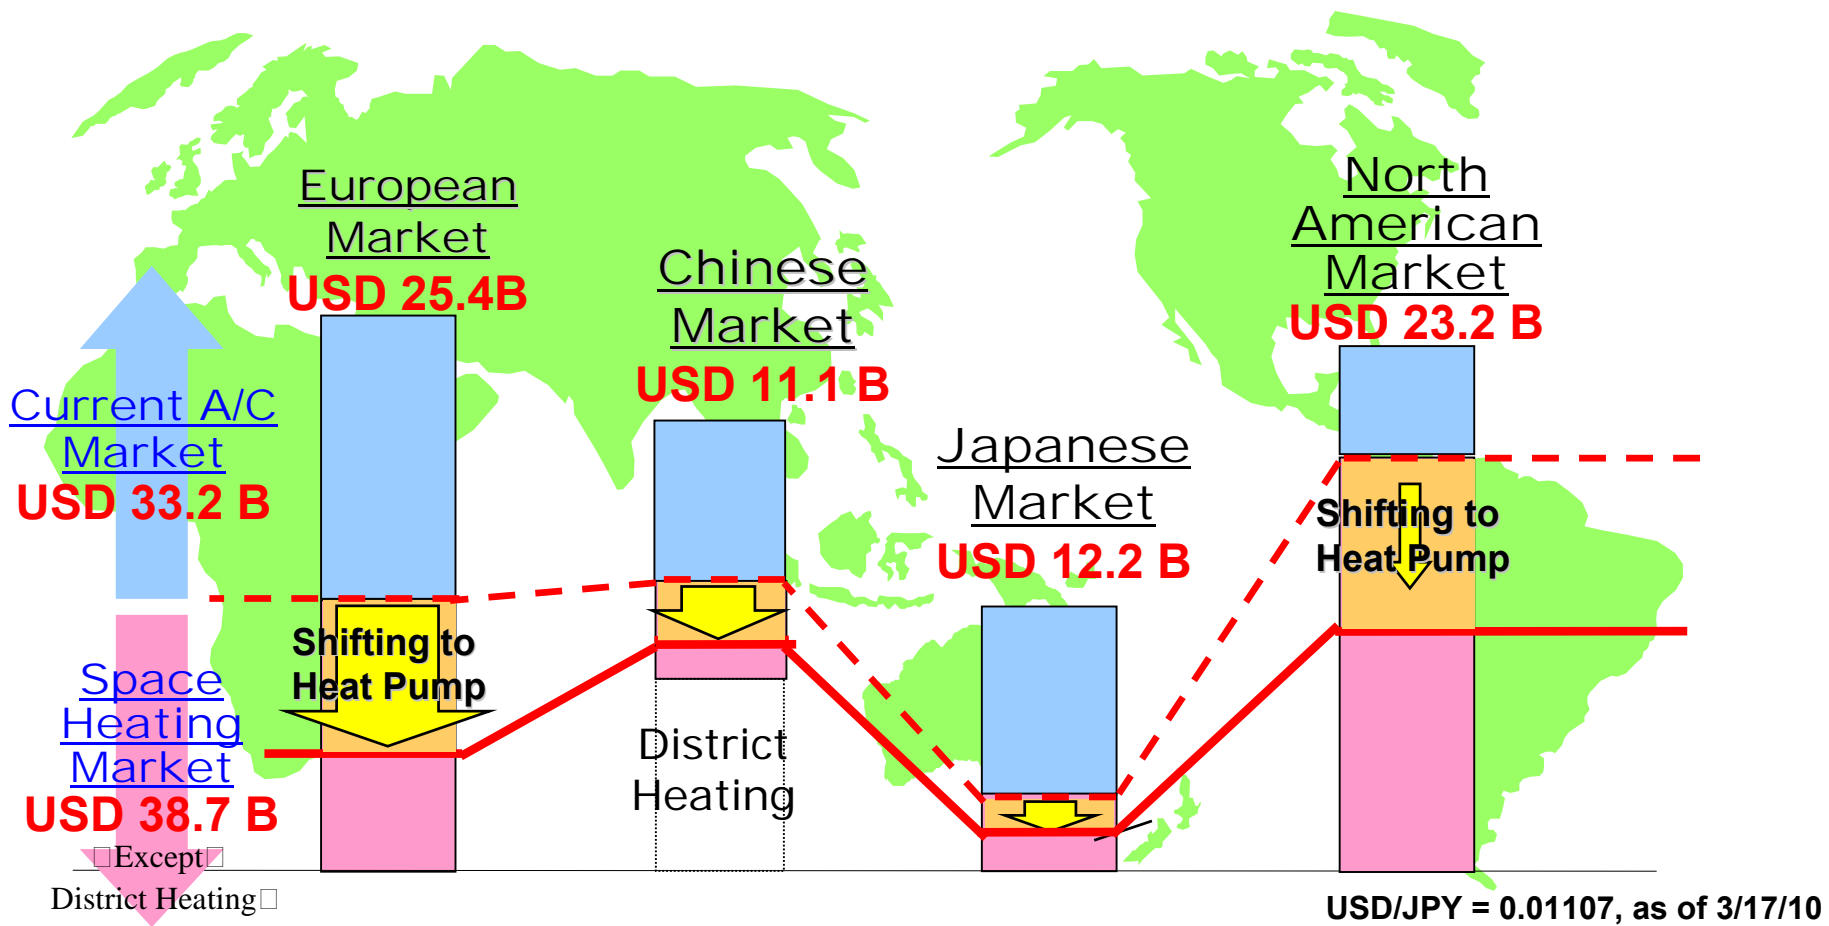 European
Market
USD 25.4B
Chinese
Market
USD 11.1 B
Japanese
Market
USD 12.2 B
North
American
Market
USD 23.2 B
Current A/C
Market
USD 33.2 B
Space
Heating
Market
USD 38.7 B
□Except□
District Heating□
Shifting to
Heat Pump
District
Heating
Shifting to
Heat Pump
USD/JPY = 0.01107, as of 3/17/10